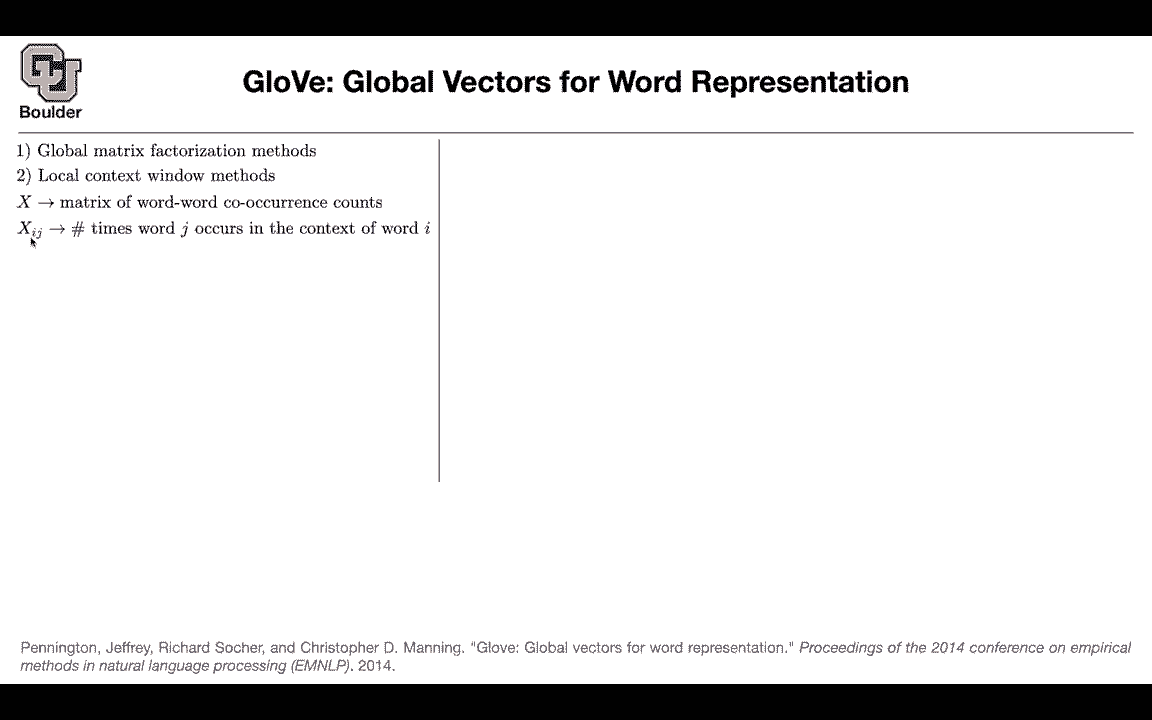 CU
Boulder
GloVe: Global Vectors for Word Representation
1) Global matrix factorization methods
2) Local context window methods
X → matrix of word-word co-occurrence counts
X_{ij} → # times word j occurs in the context of word i
Pennington, Jeffrey, Richard Socher, and Christopher D. Manning. "Glove: Global vectors for word representation." Proceedings of the 2014 conference on empirical
methods in natural language processing (EMNLP). 2014.